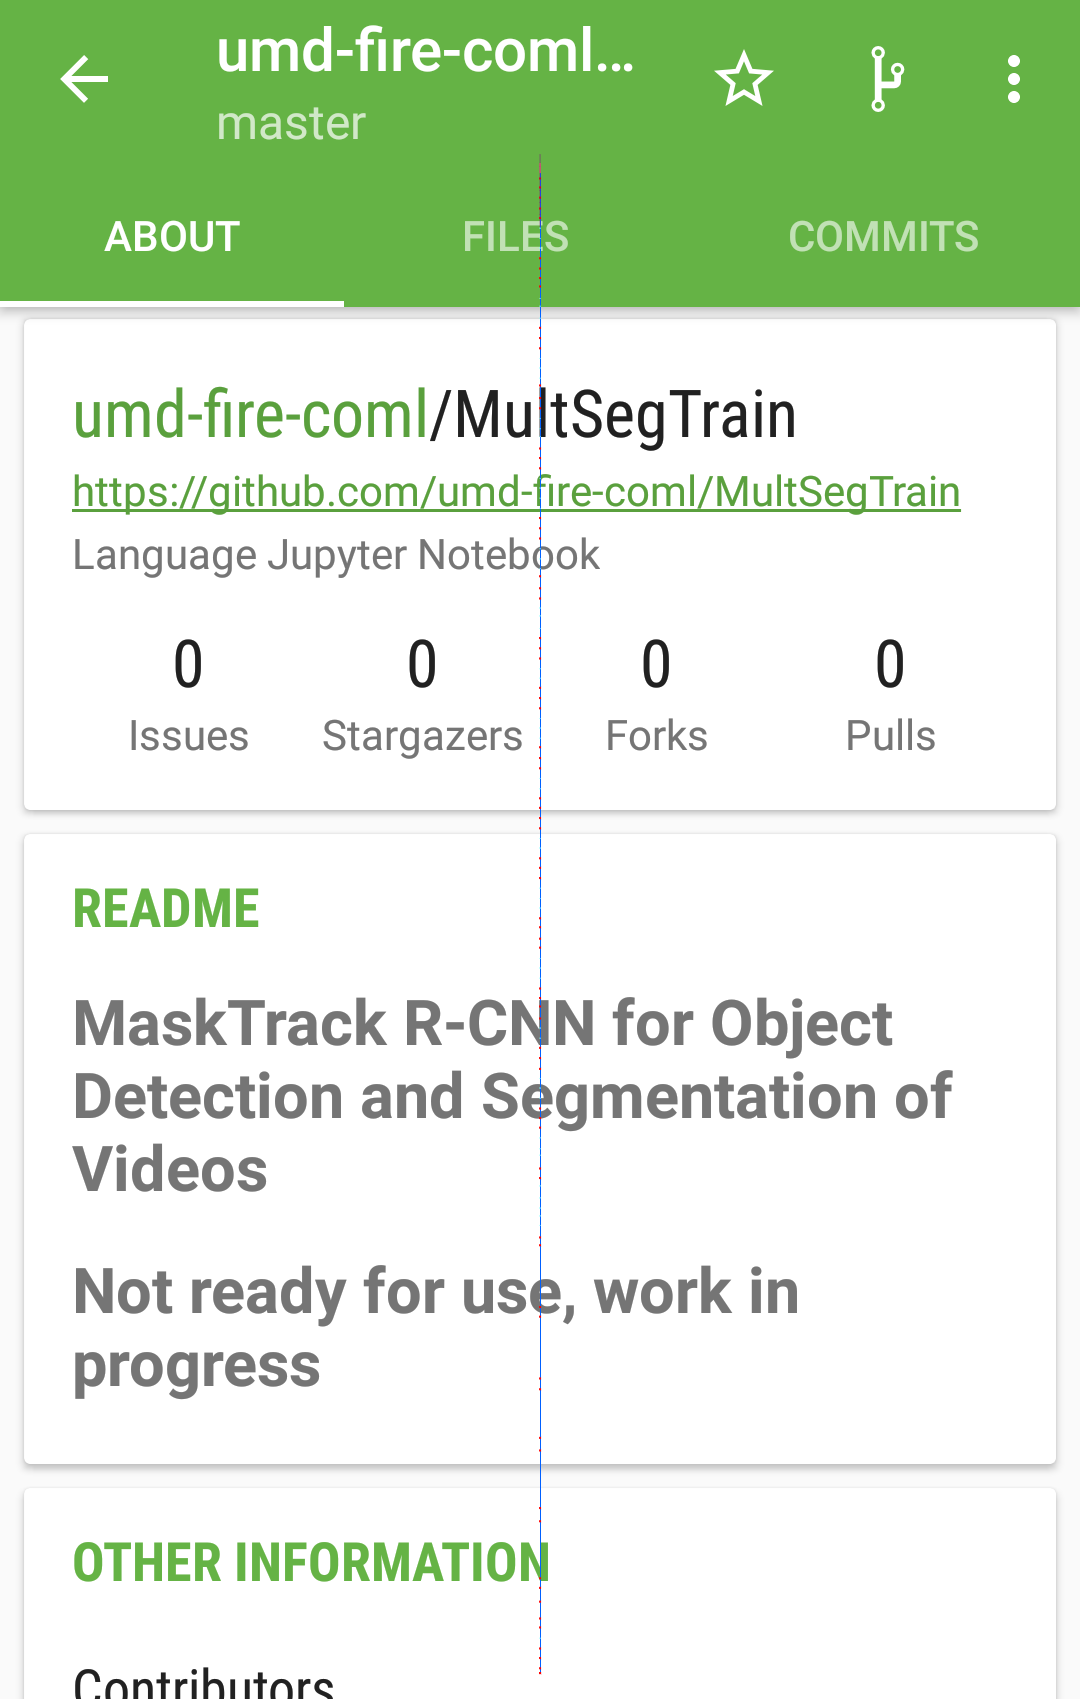 umd-fire-coml...
master
ABOUT FILES COMMITS
umd-fire-coml/MultSegTrain
https://github.com/umd-fire-coml/MultSegTrain
Language Jupyter Notebook
0 0 0 0
Issues Stargazers Forks Pulls
README
MaskTrack R-CNN for Object
Detection and Segmentation of
Videos
Not ready for use, work in
progress
OTHER INFORMATION
Contributors